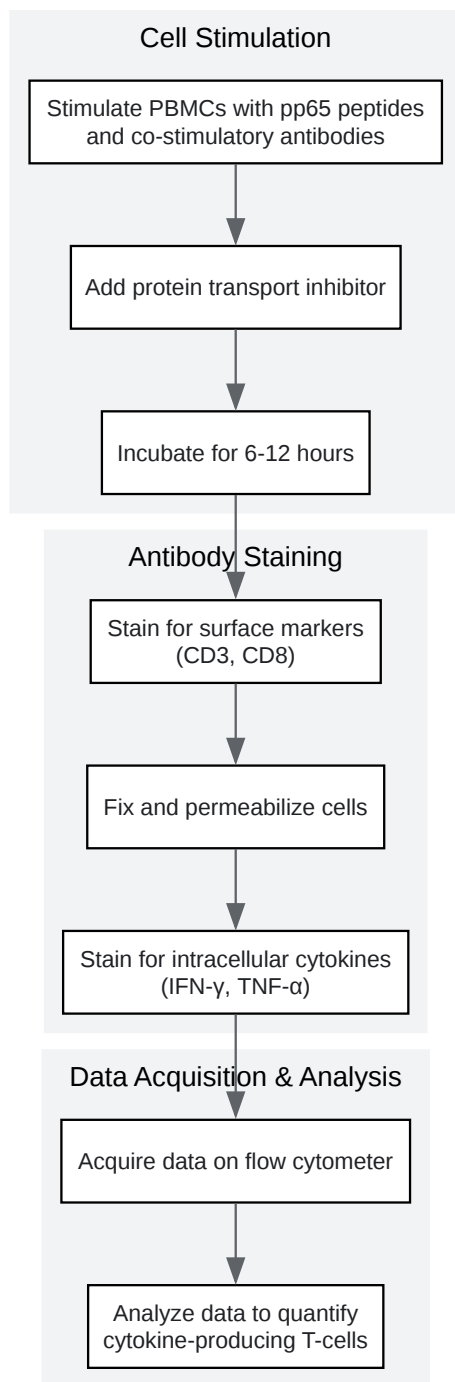 Cell Stimulation
Stimulate PBMCs with pp65 peptides
and co-stimulatory antibodies
Add protein transport inhibitor
Incubate for 6-12 hours
Antibody Staining
Stain for surface markers
(CD3, CD8)
Fix and permeabilize cells
Stain for intracellular cytokines
(IFN-γ, TNF-α)
Data Acquisition & Analysis
Acquire data on flow cytometer
Analyze data to quantify
cytokine-producing T-cells